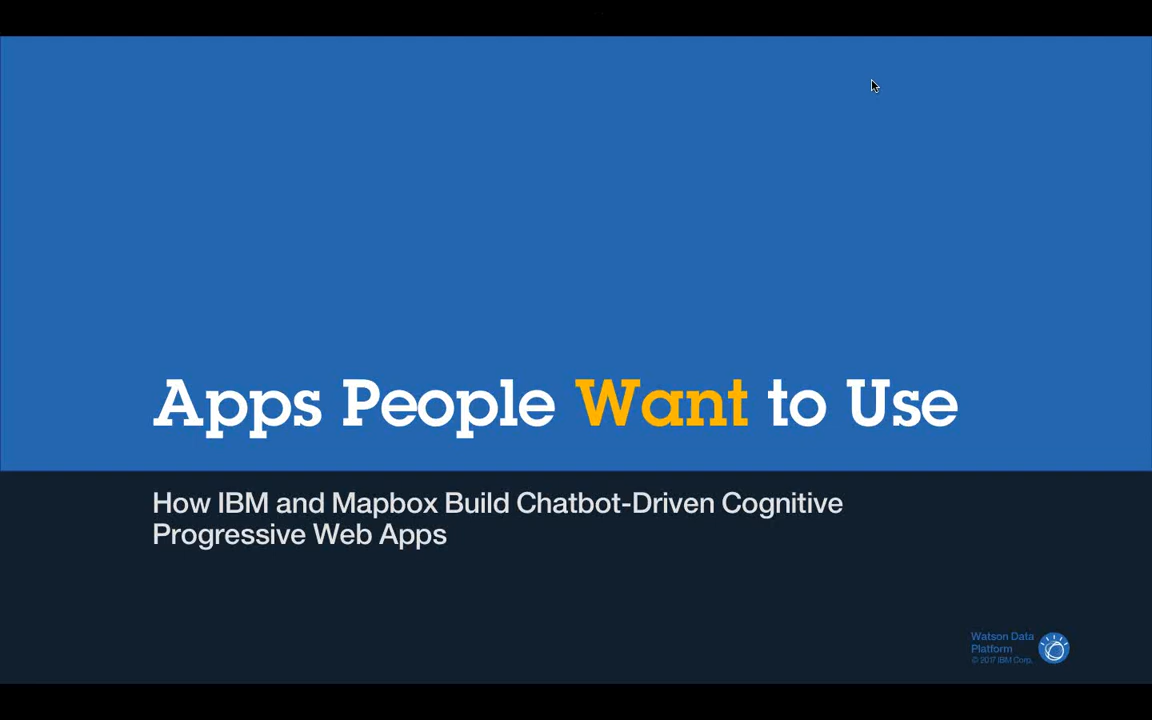 Apps People Want to Use
How IBM and Mapbox Build Chatbot-Driven Cognitive
Progressive Web Apps
Watson Data
Platform
© 2017 IBM Corp.